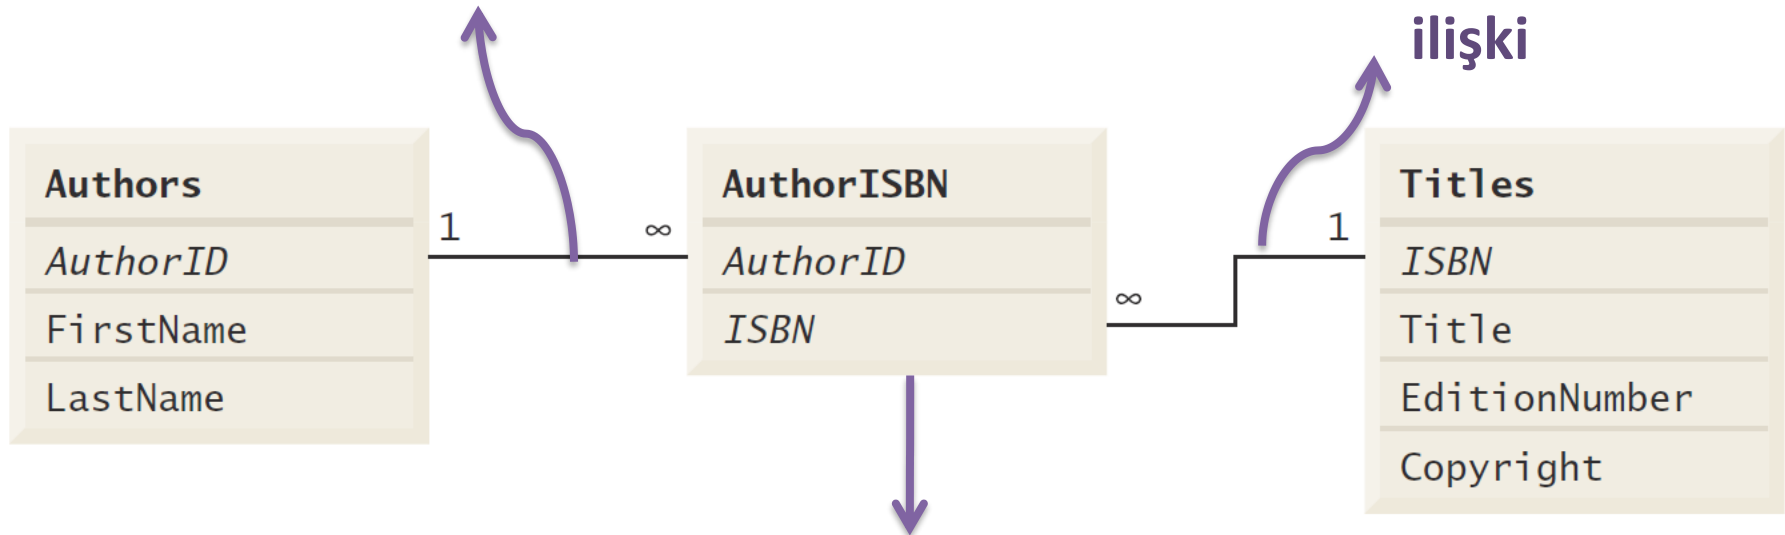 ilişki
Authors
AuthorID
FirstName
LastName
1
∞
AuthorISBN
AuthorID
ISBN
∞
1
Titles
ISBN
Title
EditionNumber
Copyright